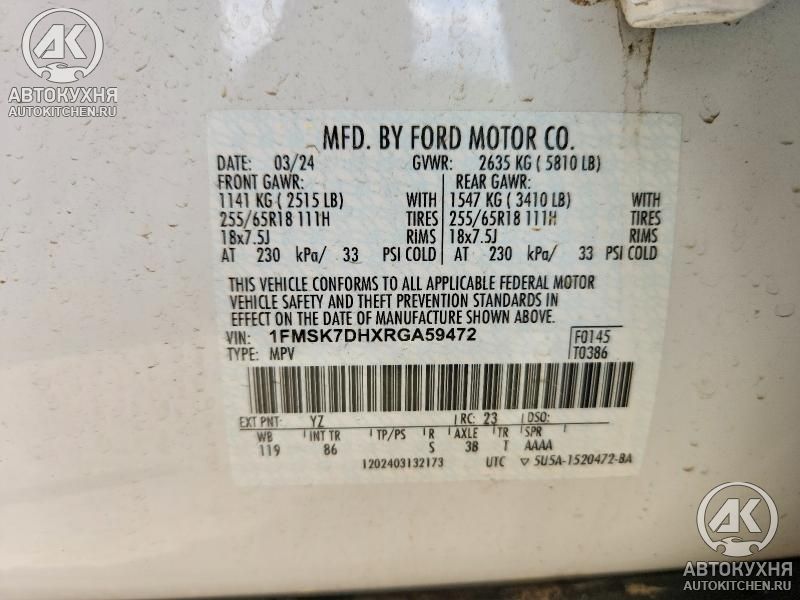 AK
АВТОКУХНЯ
AUTOKITCHEN.RU
MFD. BY FORD MOTOR CO.
DATE: 03/24 GVWR: 2635 KG ( 5810 LB)
FRONT GAWR: REAR GAWR:
1141 KG ( 2515 LB) WITH 1547 KG ( 3410 LB) WITH
255/65R18 111H TIRES 255/65R18 111H TIRES
18x7.5J RIMS 18x7.5J RIMS
AT 230 kPa/ 33 PSI COLD AT 230 kPa/ 33 PSI COLD
THIS VEHICLE CONFORMS TO ALL APPLICABLE FEDERAL MOTOR
VEHICLE SAFETY AND THEFT PREVENTION STANDARDS IN
EFFECT ON THE DATE OF MANUFACTURE SHOWN ABOVE.
VIN: 1FMSK7DHXRGA59472 F0145
TYPE: MPV T0386
EXT PNT: YZ RC: 23 DSO:
WB INT TR TP/PS R AXLE TR SPR
119 86 S 3B T AAAA
1202403132173 UTC ▽ 5U5A-1520472-BA
AK
АВТОКУХНЯ
AUTOKITCHEN.RU